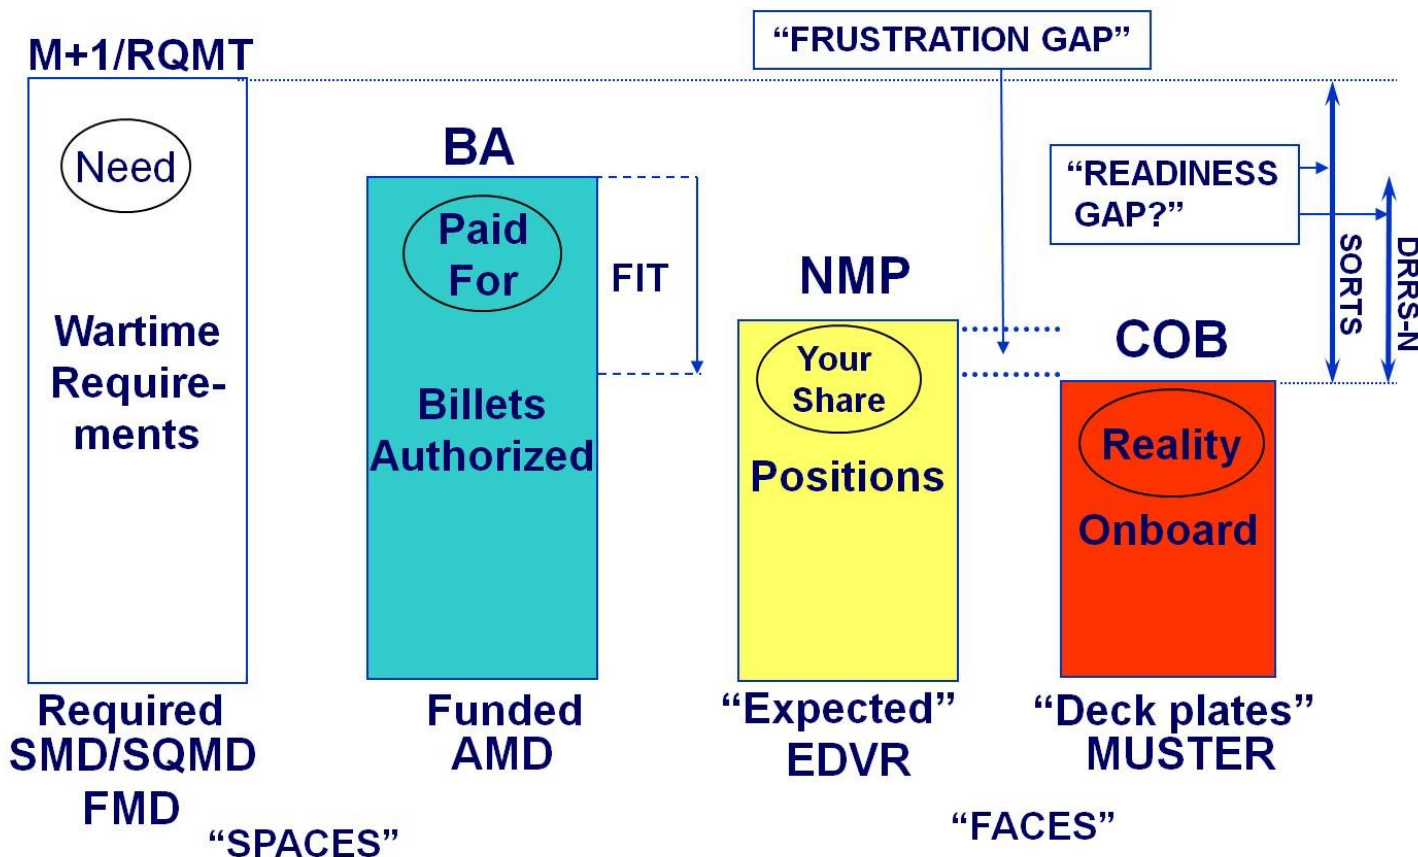 “FRUSTRATION GAP”
M+1/RQMT
Need
Wartime
Require-
ments
Required
SMD/SQMD
FMD
“SPACES”
BA
Paid
For
Billets
Authorized
Funded
AMD
FIT
NMP
Your
Share
Positions
“Expected”
EDVR
“READINESS
GAP?”
SORTS
DRRS-N
COB
Reality
Onboard
“Deck plates”
MUSTER
“FACES”